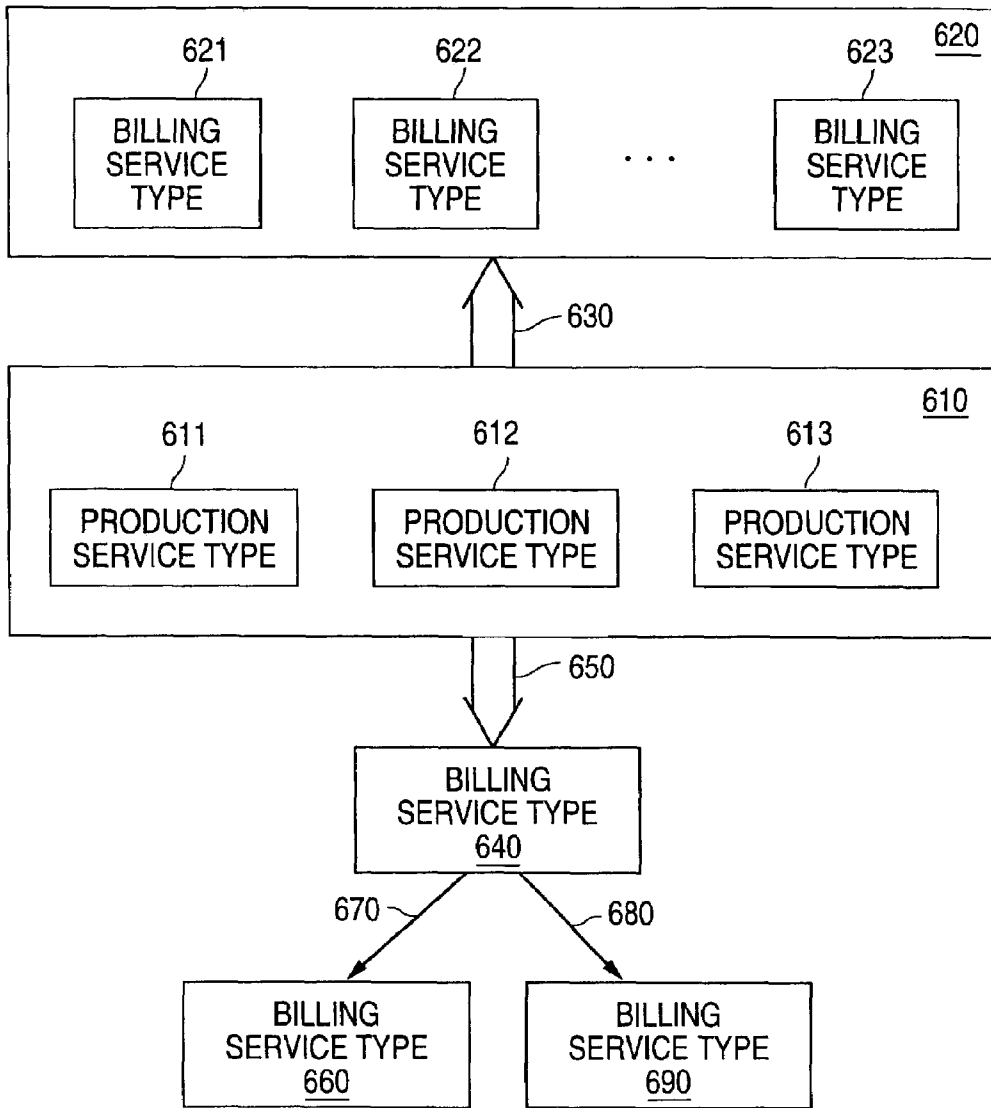 620
621
622
623
BILLING
SERVICE
TYPE
BILLING
SERVICE
TYPE
. . .
BILLING
SERVICE
TYPE
630
610
611
612
613
PRODUCTION
SERVICE TYPE
PRODUCTION
SERVICE TYPE
PRODUCTION
SERVICE TYPE
650
BILLING
SERVICE TYPE
640
670
680
BILLING
SERVICE TYPE
660
BILLING
SERVICE TYPE
690